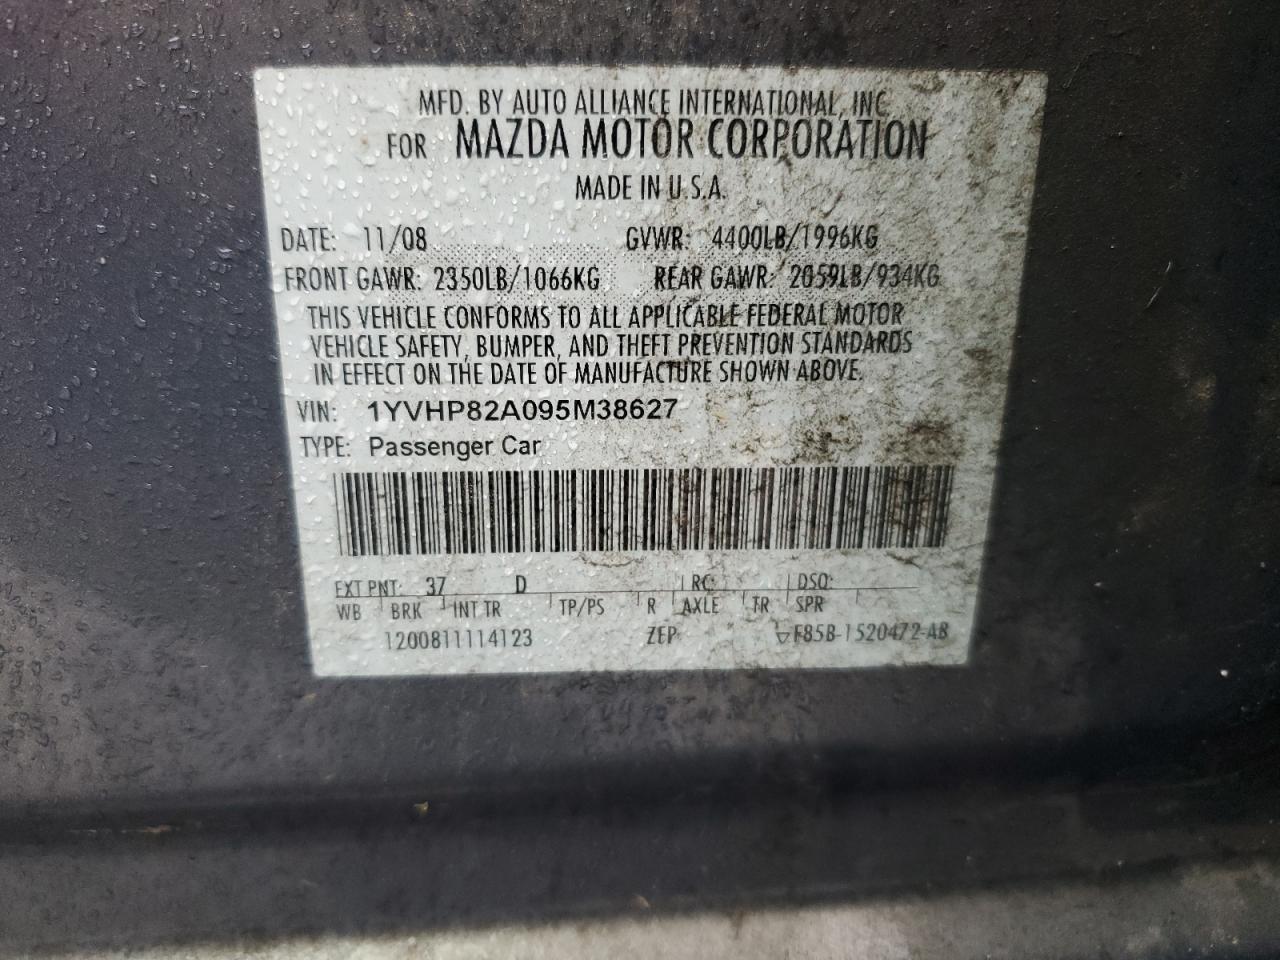 MFD. BY AUTO ALLIANCE INTERNATIONAL, INC.
FOR MAZDA MOTOR CORPORATION
MADE IN U.S.A.
DATE: 11/08 GVWR: 4400LB/1996KG
FRONT GAWR: 2350LB/1066KG REAR GAWR: 2059LB/934KG
THIS VEHICLE CONFORMS TO ALL APPLICABLE FEDERAL MOTOR
VEHICLE SAFETY, BUMPER, AND THEFT PREVENTION STANDARDS
IN EFFECT ON THE DATE OF MANUFACTURE SHOWN ABOVE.
VIN: 1YVHP82A095M38627
TYPE: Passenger Car
EXT PNT: 37 D RC: DSO:
WB BRK INT TR TP/PS R AXLE TR SPR
1200811114123 ZEP F85B-1520472-AB